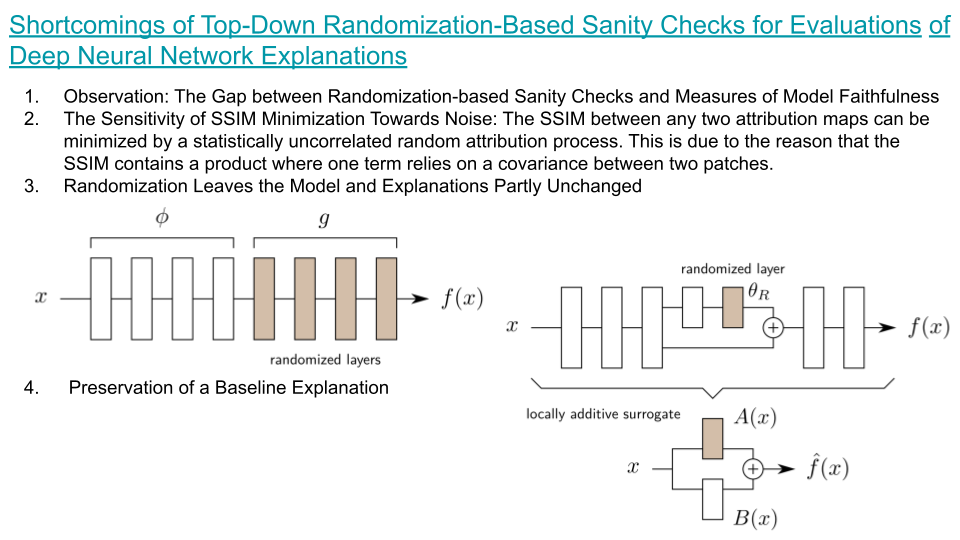 Shortcomings of Top-Down Randomization-Based Sanity Checks for Evaluations of
Deep Neural Network Explanations
1. Observation: The Gap between Randomization-based Sanity Checks and Measures of Model Faithfulness
2. The Sensitivity of SSIM Minimization Towards Noise: The SSIM between any two attribution maps can be
minimized by a statistically uncorrelated random attribution process. This is due to the reason that the
SSIM contains a product where one term relies on a covariance between two patches.
3. Randomization Leaves the Model and Explanations Partly Unchanged
ϕ
g
x
f(x)
randomized layers
randomized layer
θ_R
x
+
f(x)
4. Preservation of a Baseline Explanation
locally additive surrogate
A(x)
x
+
f̂(x)
B(x)